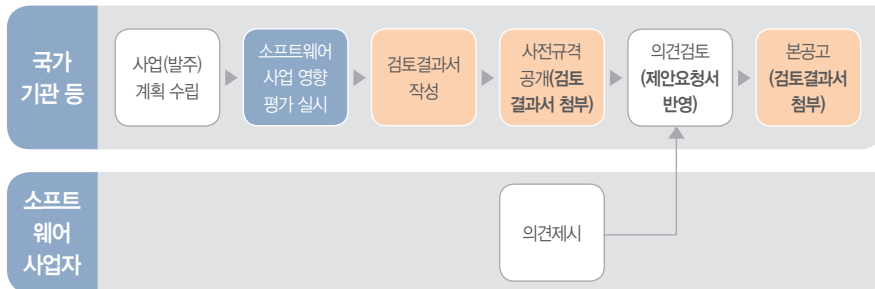 국가
기관 등
사업(발주)
계획 수립
소프트웨어
사업 영향
평가 실시
검토결과서
작성
사전규격
공개(검토
결과서 첨부)
의견검토
(제안요청서
반영)
본공고
(검토결과서
첨부)
소프트
웨어
사업자
의견제시